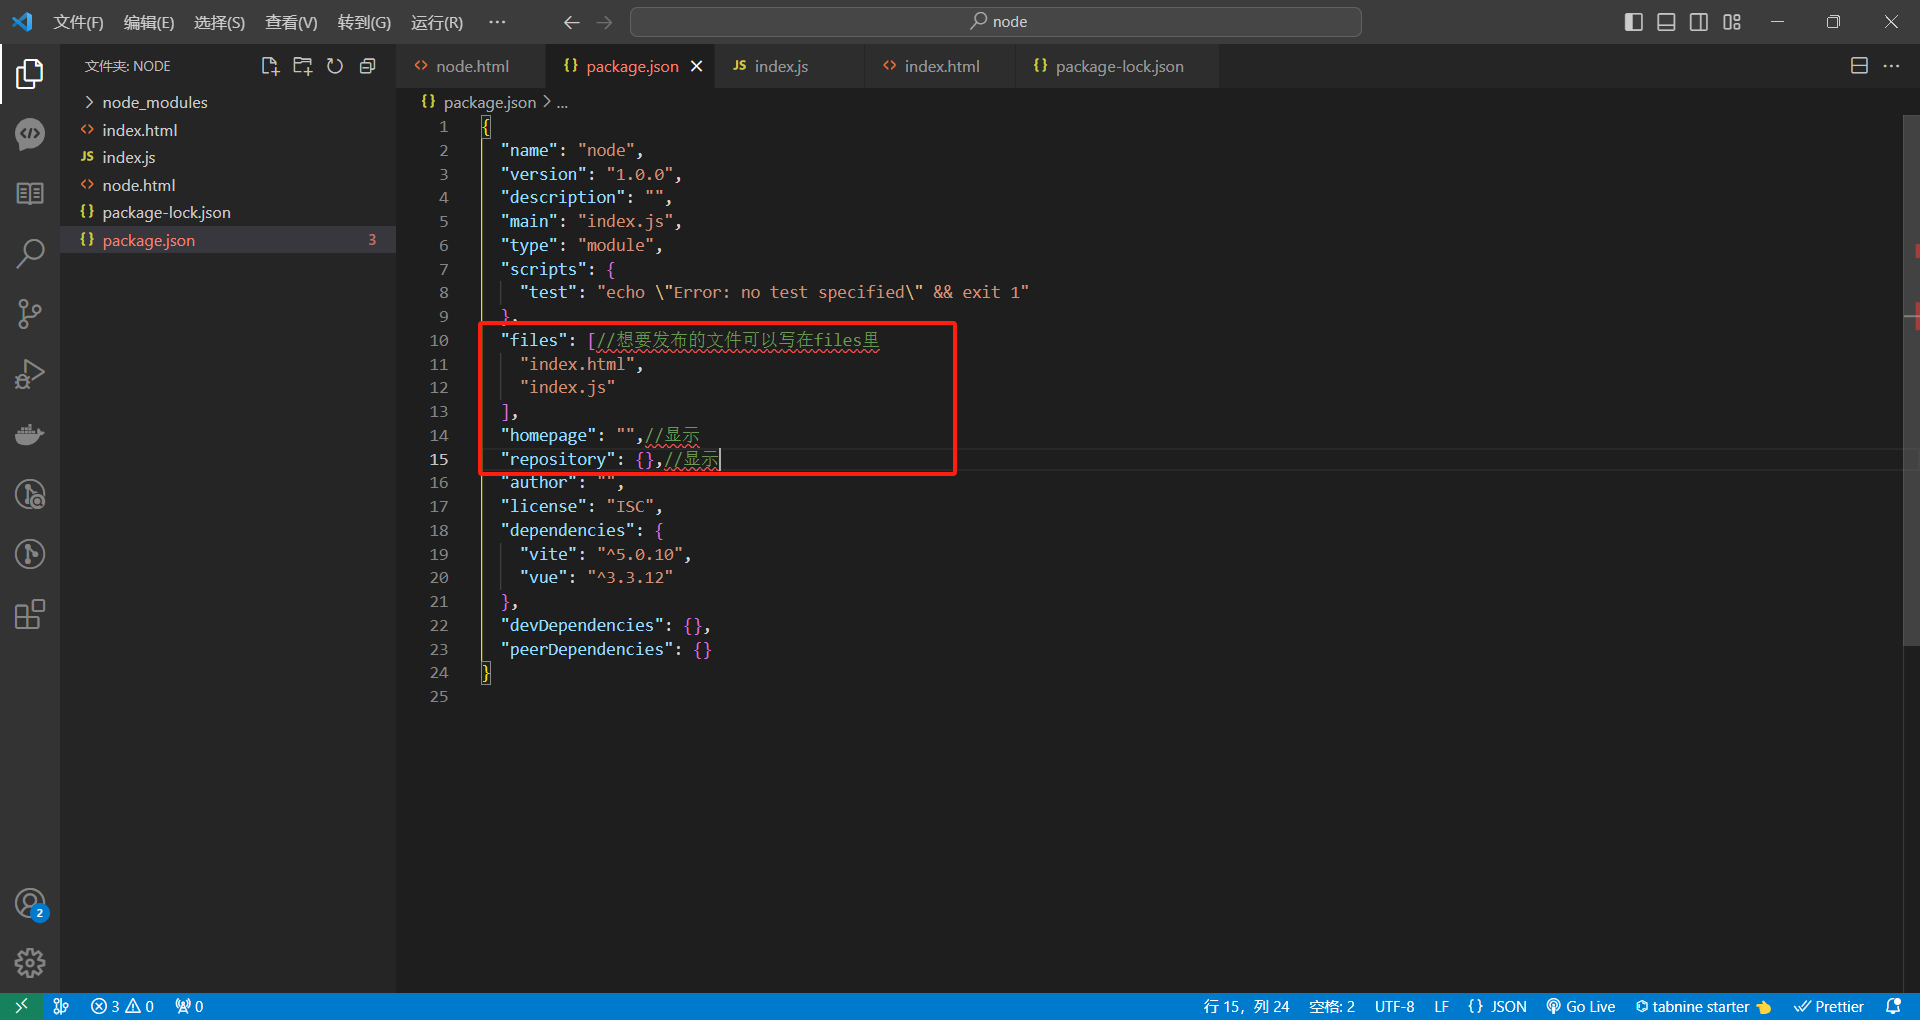 文件(F) 编辑(E) 选择(S) 查看(V) 转到(G) 运行(R) ··· node
文件夹: NODE
node_modules
<> index.html
JS index.js
<> node.html
{} package-lock.json
{} package.json 3
<> node.html {} package.json JS index.js <> index.html {} package-lock.json
{} package.json > ...
1 {
2 "name": "node",
3 "version": "1.0.0",
4 "description": "",
5 "main": "index.js",
6 "type": "module",
7 "scripts": {
8 "test": "echo \"Error: no test specified\" && exit 1"
9 },
10 "files": [//想要发布的文件可以写在files里
11 "index.html",
12 "index.js"
13 ],
14 "homepage": "",//显示
15 "repository": {},//显示
16 "author": "",
17 "license": "ISC",
18 "dependencies": {
19 "vite": "^5.0.10",
20 "vue": "^3.3.12"
21 },
22 "devDependencies": {},
23 "peerDependencies": {}
24 }
25
2
3 0 0 行 15，列 24 空格: 2 UTF-8 LF {} JSON Go Live tabnine starter Prettier